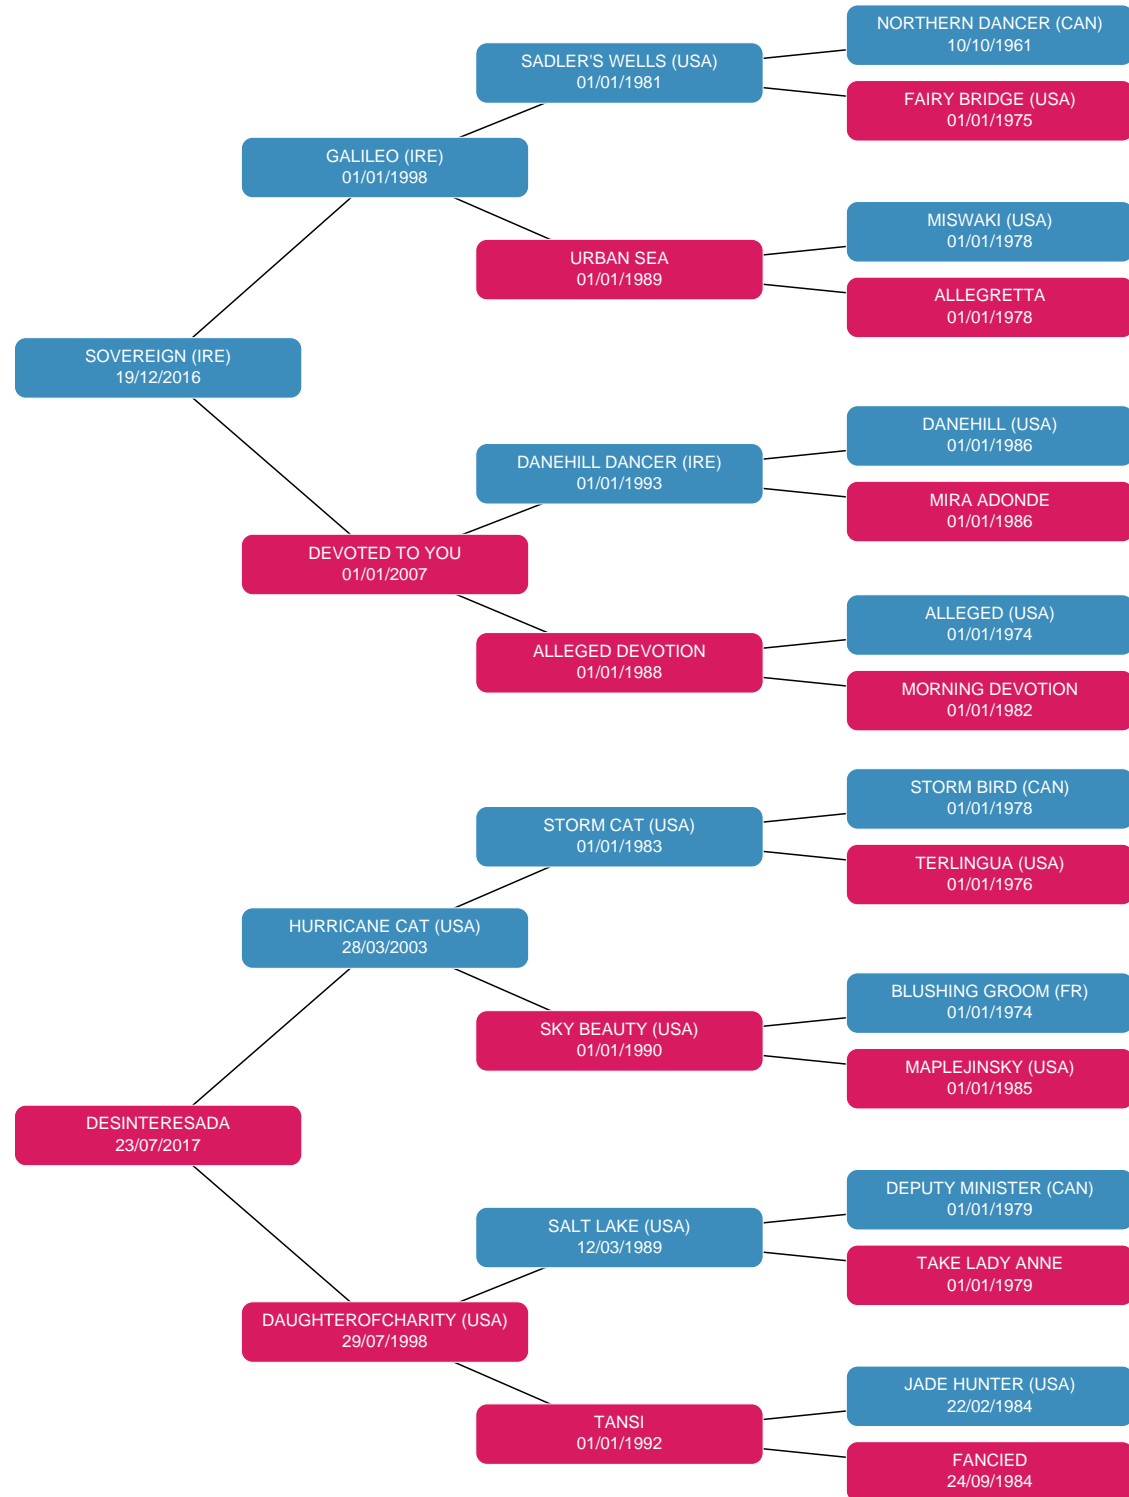 NORTHERN DANCER (CAN)
10/10/1961
SADLER'S WELLS (USA)
01/01/1981
FAIRY BRIDGE (USA)
01/01/1975
GALILEO (IRE)
01/01/1998
MISWAKI (USA)
01/01/1978
URBAN SEA
01/01/1989
ALLEGRETTA
01/01/1978
SOVEREIGN (IRE)
19/12/2016
DANEHILL (USA)
01/01/1986
DANEHILL DANCER (IRE)
01/01/1993
MIRA ADONDE
01/01/1986
DEVOTED TO YOU
01/01/2007
ALLEGED (USA)
01/01/1974
ALLEGED DEVOTION
01/01/1988
MORNING DEVOTION
01/01/1982
STORM BIRD (CAN)
01/01/1978
STORM CAT (USA)
01/01/1983
TERLINGUA (USA)
01/01/1976
HURRICANE CAT (USA)
28/03/2003
BLUSHING GROOM (FR)
01/01/1974
SKY BEAUTY (USA)
01/01/1990
MAPLEJINSKY (USA)
01/01/1985
DESINTERESADA
23/07/2017
DEPUTY MINISTER (CAN)
01/01/1979
SALT LAKE (USA)
12/03/1989
TAKE LADY ANNE
01/01/1979
DAUGHTEROFCHARITY (USA)
29/07/1998
JADE HUNTER (USA)
22/02/1984
TANSI
01/01/1992
FANCIED
24/09/1984